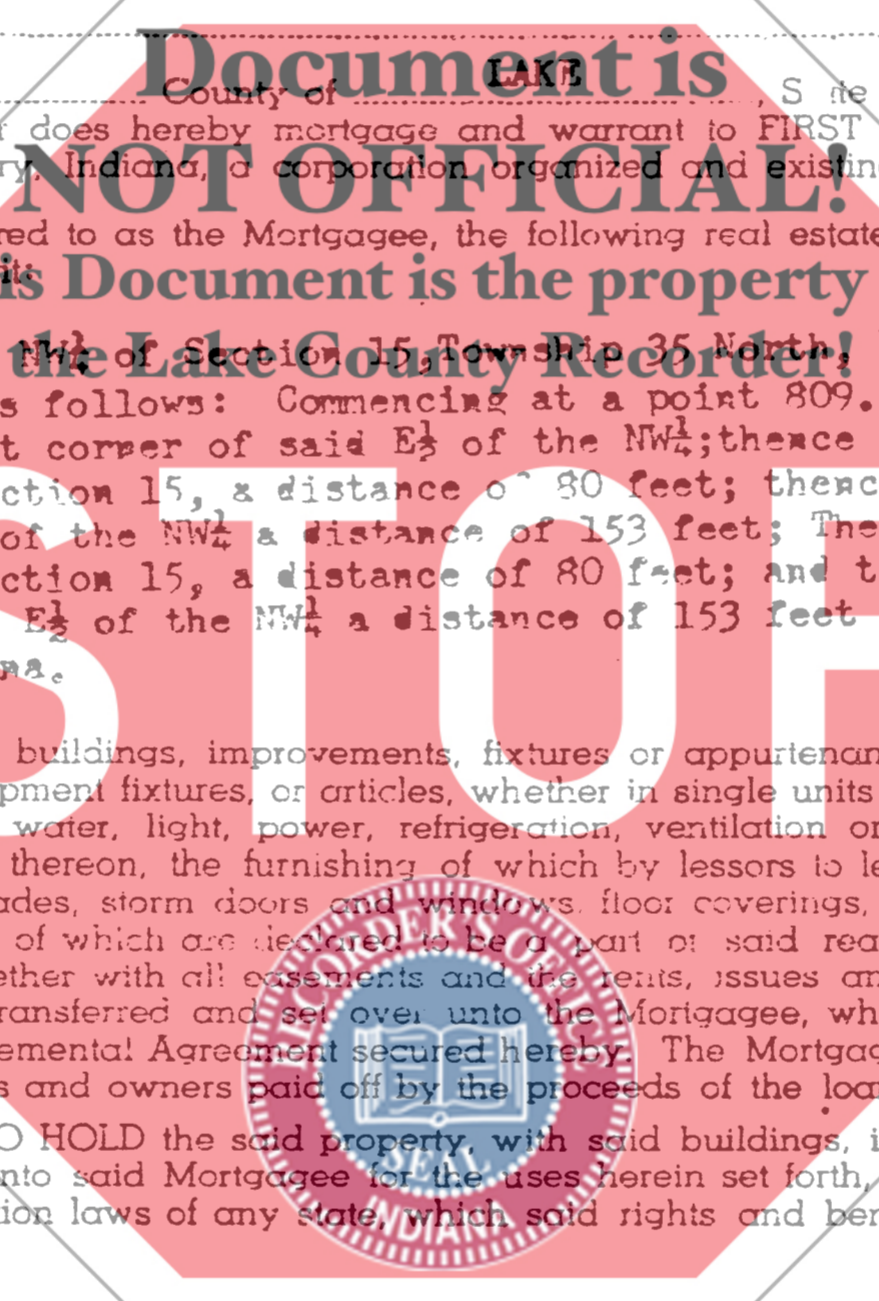 Document is
County of LAKE , S te
does hereby mortgage and warrant to FIRST
NOT OFFICIAL!
ry, Indiana, a corporation organized and existin
red to as the Mortgagee, the following real estate
it:
is Document is the property
NW¼ of Section 15, Township 35 North,
the Lake County Recorder!
s follows: Commencing at a point 809.
t corner of said E½ of the NW¼; thence
ction 15, a distance of 80 feet; thenc
STOP
of the NW¼ a distance of 153 feet; The
ction 15, a distance of 80 feet; and t
E½ of the NW¼ a distance of 153 feet
na.
buildings, improvements, fixtures or appurtenan
pment fixtures, or articles, whether in single units
water, light, power, refrigeration, ventilation or
thereon, the furnishing of which by lessors to le
ades, storm doors and windows, floor coverings,
of which are declared to be a part of said rea
ether with all easements and the rents, issues an
ransferred and set over unto the Mortgagee, wh
emental Agreement secured hereby. The Mortgag
s and owners paid off by the proceeds of the loan
O HOLD the said property, with said buildings, i
nto said Mortgagee for the uses herein set forth,
ion laws of any state, which said rights and ben
RECORDER'S OFFICE
SEAL
INDIANA